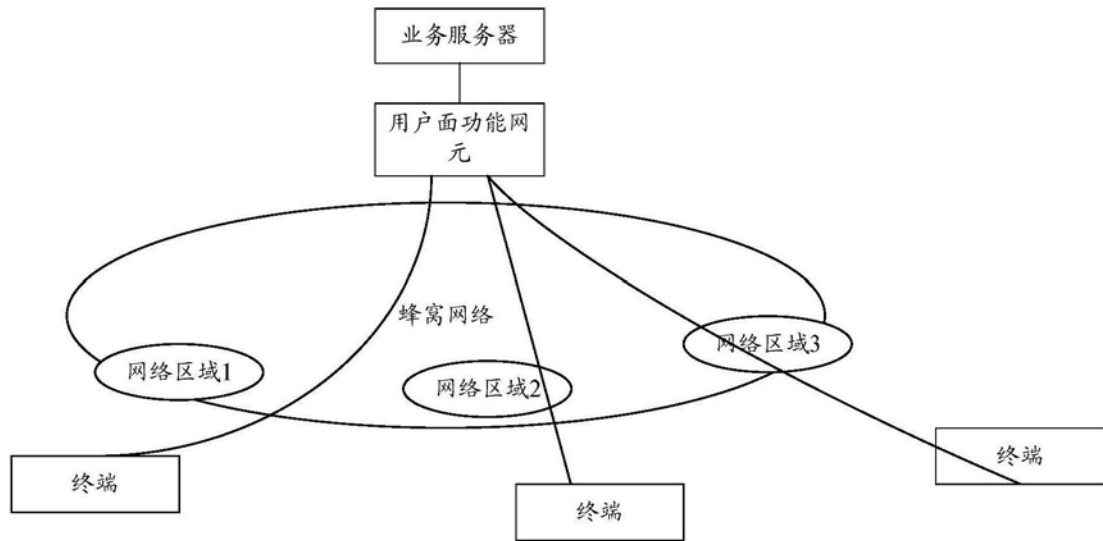 业务服务器
用户面功能网
元
蜂窝网络
网络区域1
网络区域2
网络区域3
终端
终端
终端